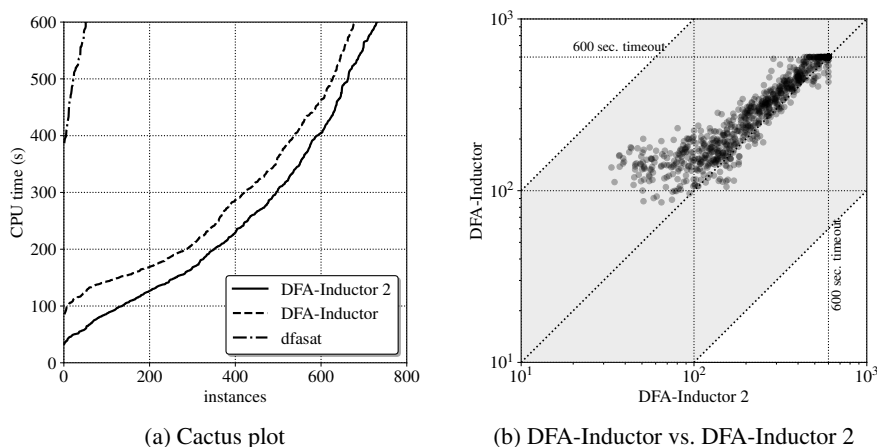 600
500
400
300
200
100
0
CPU time (s)
0
200
400
600
800
instances
DFA-Inductor 2
DFA-Inductor
dfasat
(a) Cactus plot
10³
10²
10¹
DFA-Inductor
600 sec. timeout
600 sec. timeout
10¹
10²
10³
DFA-Inductor 2
(b) DFA-Inductor vs. DFA-Inductor 2